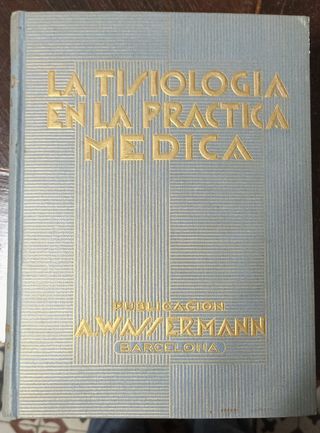 LA TISIOLOGIA
EN LA PRACTICA
MEDICA
PUBLICACION
A.WASSERMANN
BARCELONA